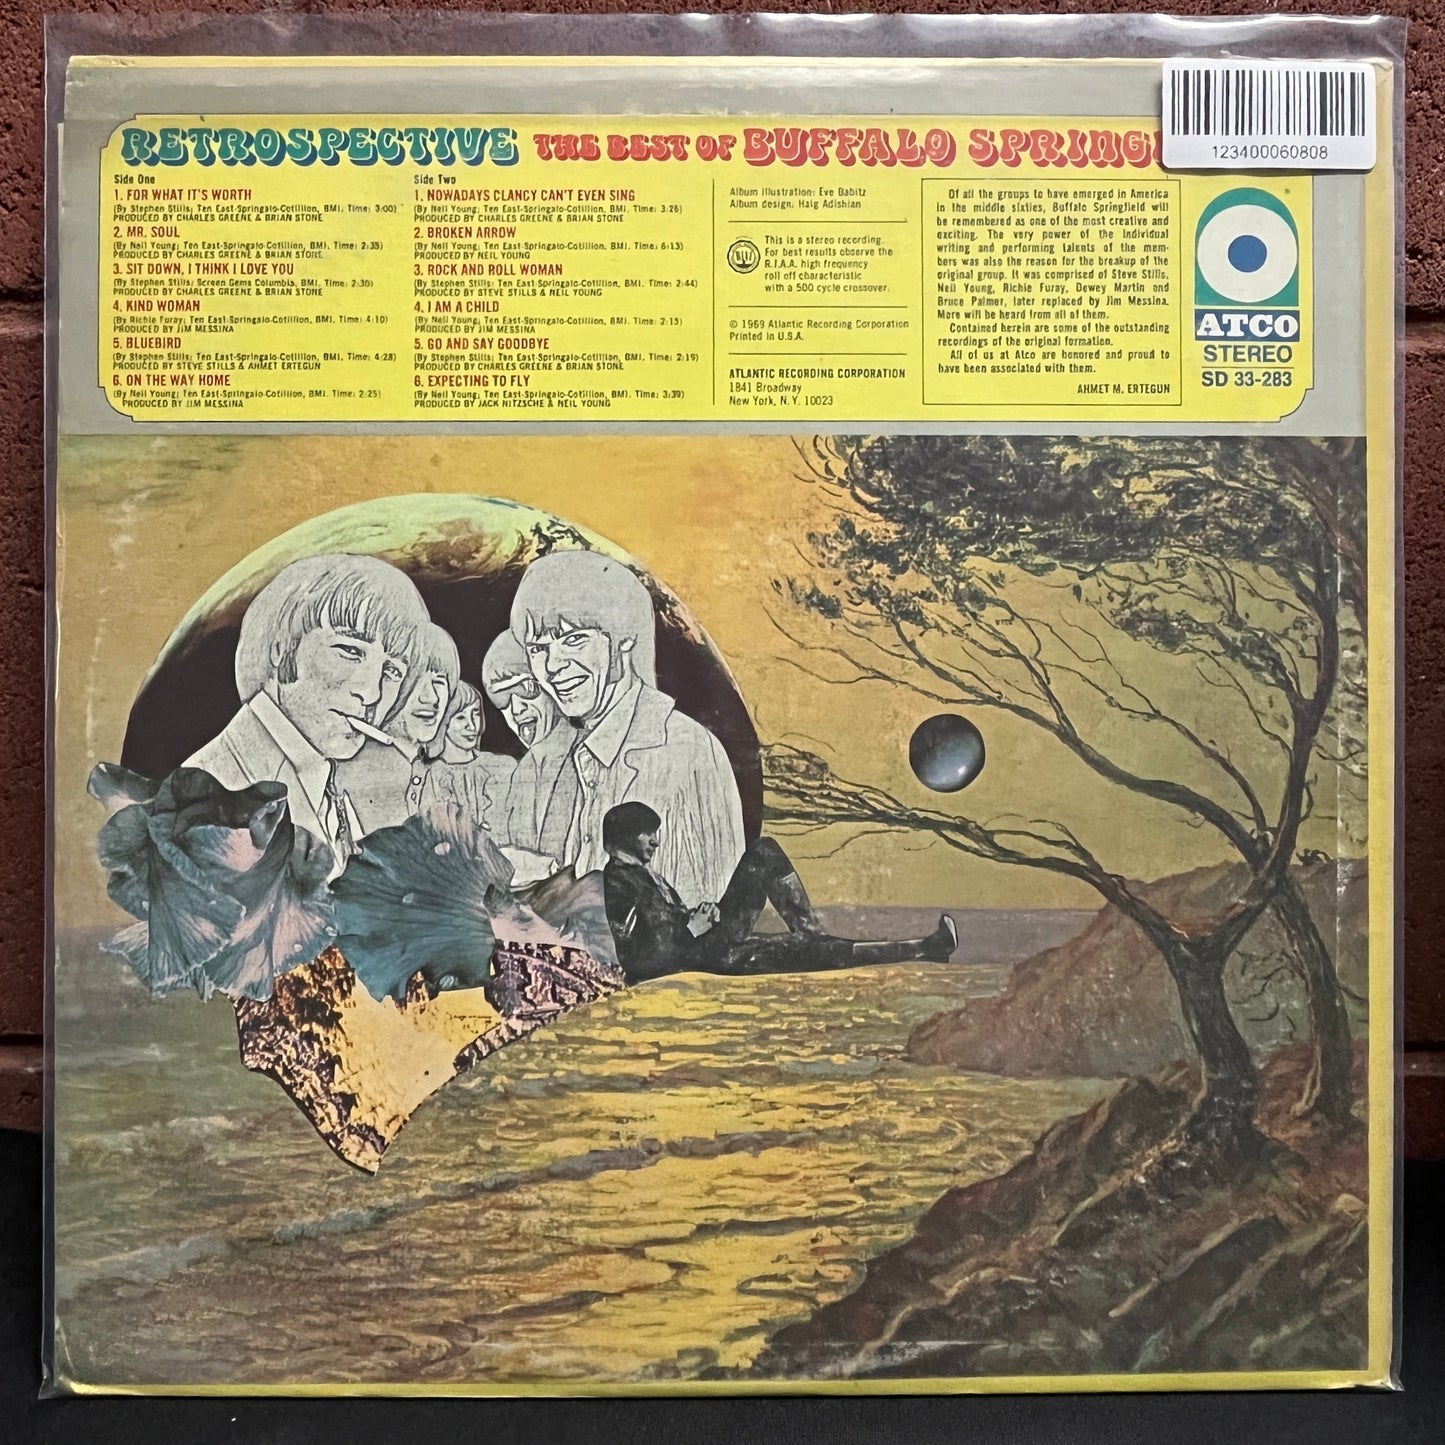 RETROSPECTIVE THE BEST OF BUFFALO SPRING
123400060808
Side One
1. FOR WHAT IT'S WORTH
(By Stephen Stills; Ten East-Springalo-Cotillion, BMI. Time: 3:00)
PRODUCED BY CHARLES GREENE & BRIAN STONE
2. MR. SOUL
(By Neil Young; Ten East-Springalo-Cotillion, BMI. Time: 2:35)
PRODUCED BY CHARLES GREENE & BRIAN STONE
3. SIT DOWN, I THINK I LOVE YOU
(By Stephen Stills; Screen Gems Columbia, BMI. Time: 2:30)
PRODUCED BY CHARLES GREENE & BRIAN STONE
4. KIND WOMAN
(By Richie Furay; Ten East-Springalo-Cotillion, BMI. Time: 4:10)
PRODUCED BY JIM MESSINA
5. BLUEBIRD
(By Stephen Stills; Ten East-Springalo-Cotillion, BMI. Time: 4:28)
PRODUCED BY STEVE STILLS & AHMET ERTEGUN
6. ON THE WAY HOME
(By Neil Young; Ten East-Springalo-Cotillion, BMI. Time: 2:25)
PRODUCED BY JIM MESSINA
Side Two
1. NOWADAYS CLANCY CAN'T EVEN SING
(By Neil Young; Ten East-Springalo-Cotillion, BMI. Time: 3:26)
PRODUCED BY CHARLES GREENE & BRIAN STONE
2. BROKEN ARROW
(By Neil Young; Ten East-Springalo-Cotillion, BMI. Time: 6:13)
PRODUCED BY NEIL YOUNG
3. ROCK AND ROLL WOMAN
(By Stephen Stills; Ten East-Springalo-Cotillion, BMI. Time: 2:44)
PRODUCED BY STEVE STILLS & NEIL YOUNG
4. I AM A CHILD
(By Neil Young; Ten East-Springalo-Cotillion, BMI. Time: 2:15)
PRODUCED BY JIM MESSINA
5. GO AND SAY GOODBYE
(By Stephen Stills; Ten East-Springalo-Cotillion, BMI. Time: 2:19)
PRODUCED BY CHARLES GREENE & BRIAN STONE
6. EXPECTING TO FLY
(By Neil Young; Ten East-Springalo-Cotillion, BMI. Time: 3:39)
PRODUCED BY JACK NITZSCHE & NEIL YOUNG
Album illustration: Eve Babitz
Album design: Haig Adishian
This is a stereo recording.
For best results observe the
R.I.A.A. high frequency
roll off characteristic
with a 500 cycle crossover.
© 1969 Atlantic Recording Corporation
Printed in U.S.A.
ATLANTIC RECORDING CORPORATION
1841 Broadway
New York, N.Y. 10023
Of all the groups to have emerged in America
in the middle sixties, Buffalo Springfield will
be remembered as one of the most creative and
exciting. The very power of the individual
writing and performing talents of the mem-
bers was also the reason for the breakup of the
original group. It was comprised of Steve Stills,
Neil Young, Richie Furay, Dewey Martin and
Bruce Palmer, later replaced by Jim Messina.
More will be heard from all of them.
Contained herein are some of the outstanding
recordings of the original formation.
All of us at Atco are honored and proud to
have been associated with them.
AHMET M. ERTEGUN
ATCO
STEREO
SD 33-283